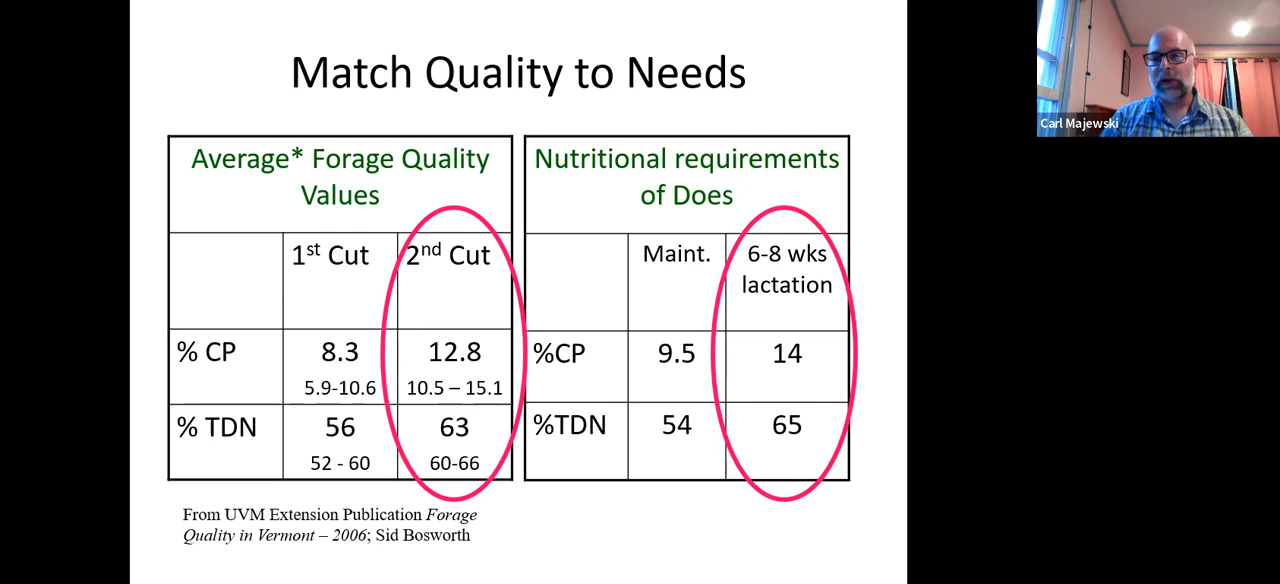 Match Quality to Needs
Average* Forage Quality
Values
1st Cut
2nd Cut
% CP
8.3
5.9-10.6
12.8
10.5 – 15.1
% TDN
56
52 - 60
63
60-66
Nutritional requirements
of Does
Maint.
6-8 wks
lactation
%CP
9.5
14
%TDN
54
65
From UVM Extension Publication Forage
Quality in Vermont – 2006; Sid Bosworth
Carl Majewski